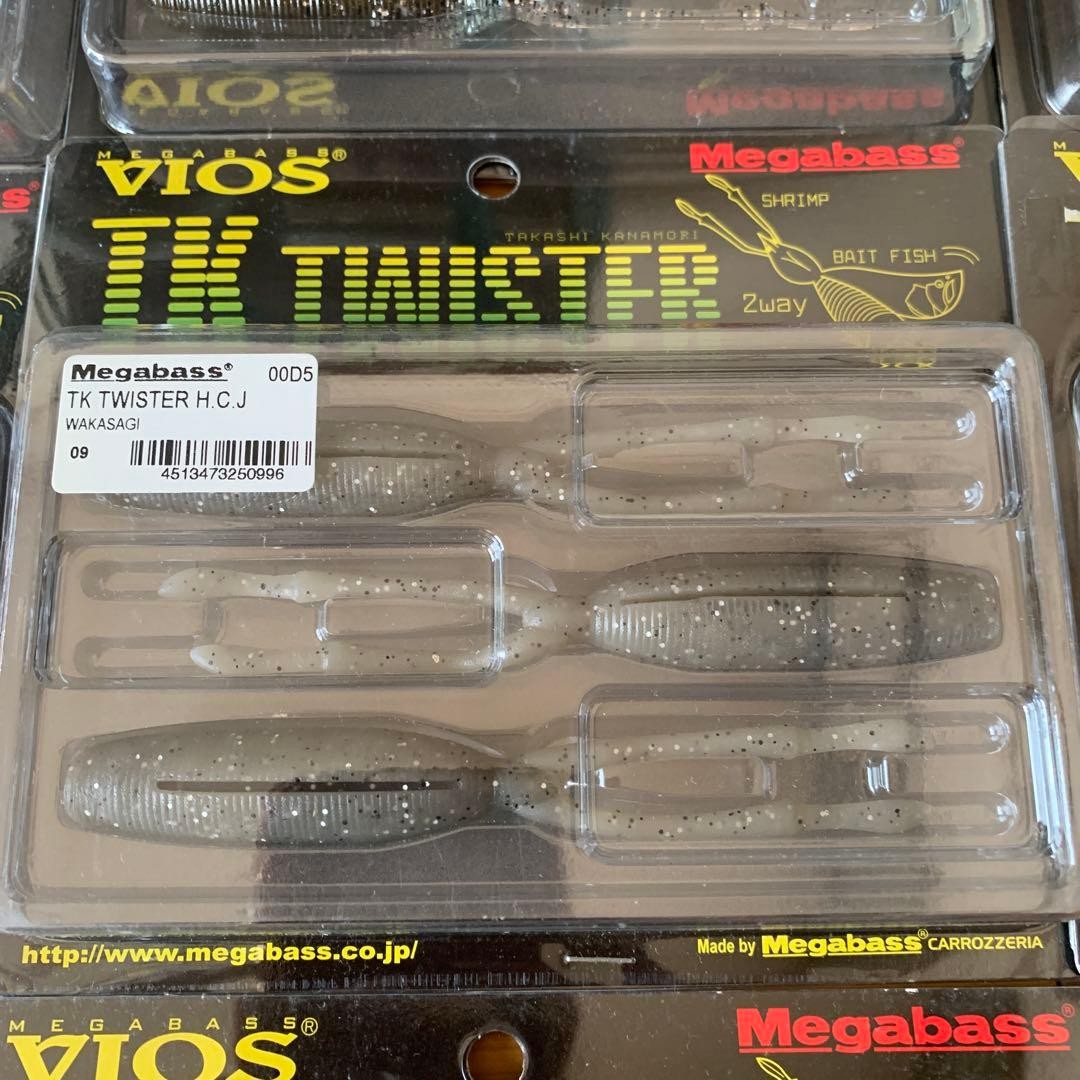 VIOS
Megabass
s®
MEGABASS®
VIOS
Megabass®
TK TWISTER
TAKASHI KANAMORI
SHRIMP
BAIT FISH
2way
Megabass® 00D5
TK TWISTER H.C.J
WAKASAGI
09
4513473250996
http://www.megabass.co.jp/
Made by Megabass® CARROZZERIA
MEGABASS®
VIOS
Megabass®